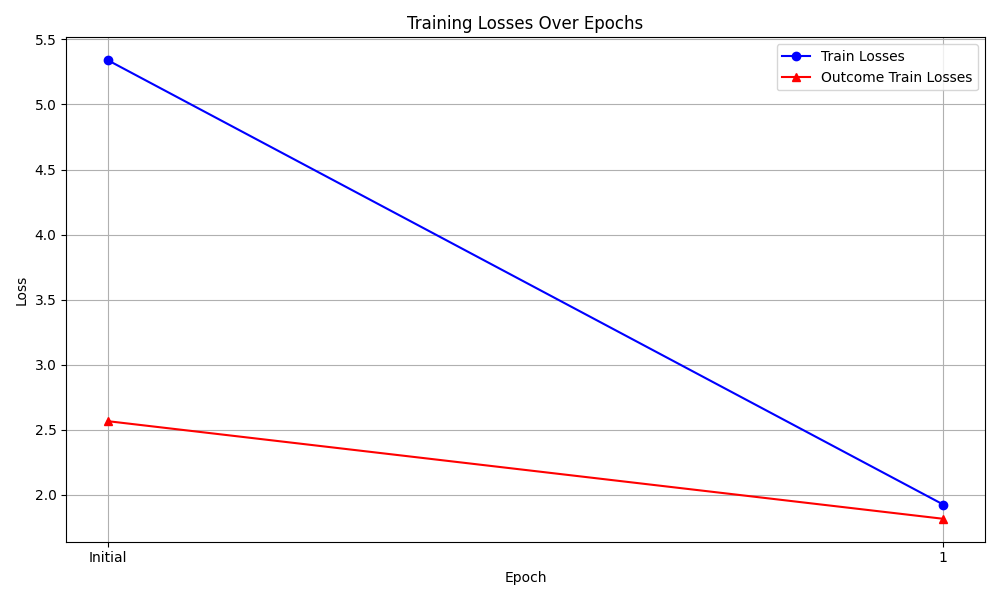 Training Losses Over Epochs
Train Losses
Outcome Train Losses
5.5
5.0
4.5
4.0
3.5
3.0
2.5
2.0
Loss
Initial
1
Epoch